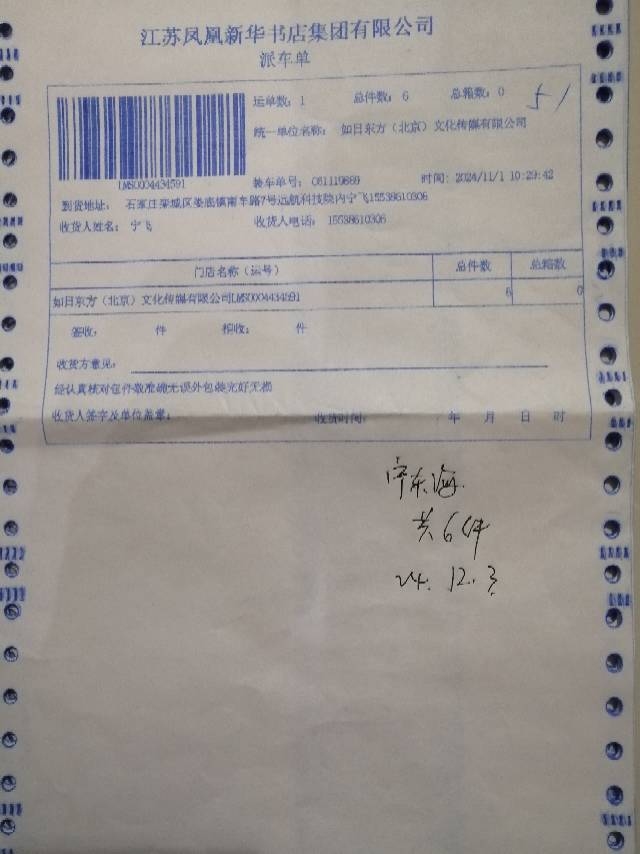 江苏凤凰新华书店集团有限公司
派车单
运单数：1 总件数：6 总箱数：0 51
统一单位名称： 如日东方（北京）文化传媒有限公司
LMS0004434591 装车单号：061119869 时间：2024/11/1 10:29:42
到货地址： 石家庄栾城区娄底镇南车路7号远航科技院内宁飞15538610306
收货人姓名：宁飞 收货人电话： 15538610306
门店名称（运号） 总件数 总箱数
如日东方（北京）文化传媒有限公司LMS0004434591 6 0
签收： 件 拒收： 件
收货方意见：
经认真核对包件数准确无误外包装完好无损
收货人签字及单位盖章： 收货时间： 年 月 日 时
宁东海
共6件
24.12.3